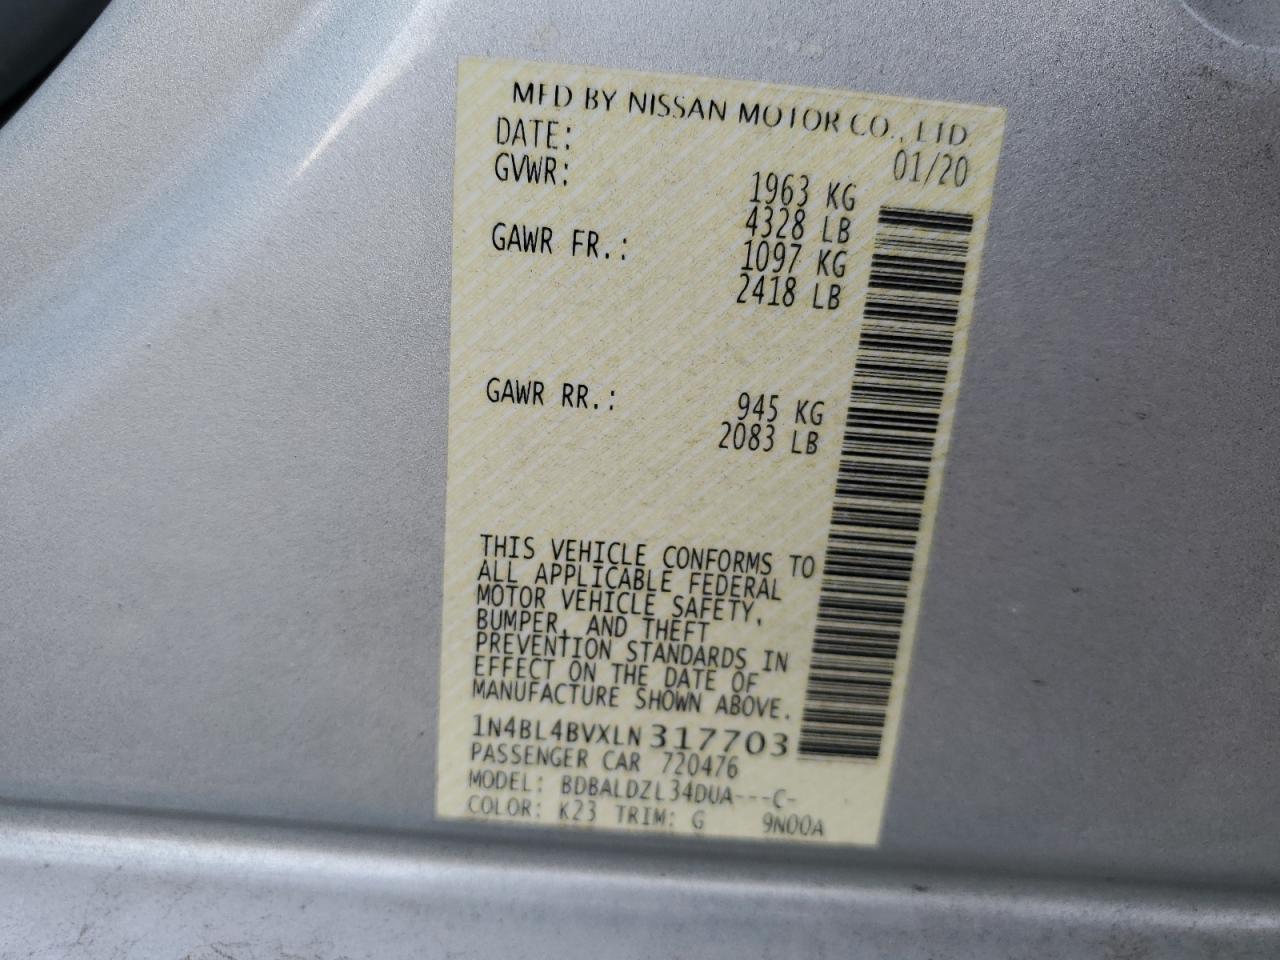 MFD BY NISSAN MOTOR CO., LTD
DATE: 01/20
GVWR: 1963 KG
4328 LB
GAWR FR.: 1097 KG
2418 LB
GAWR RR.: 945 KG
2083 LB
THIS VEHICLE CONFORMS TO
ALL APPLICABLE FEDERAL
MOTOR VEHICLE SAFETY,
BUMPER, AND THEFT
PREVENTION STANDARDS IN
EFFECT ON THE DATE OF
MANUFACTURE SHOWN ABOVE.
1N4BL4BVXLN317703
PASSENGER CAR 720476
MODEL: BDBALDZL34DUA---C-
COLOR: K23 TRIM: G 9N00A